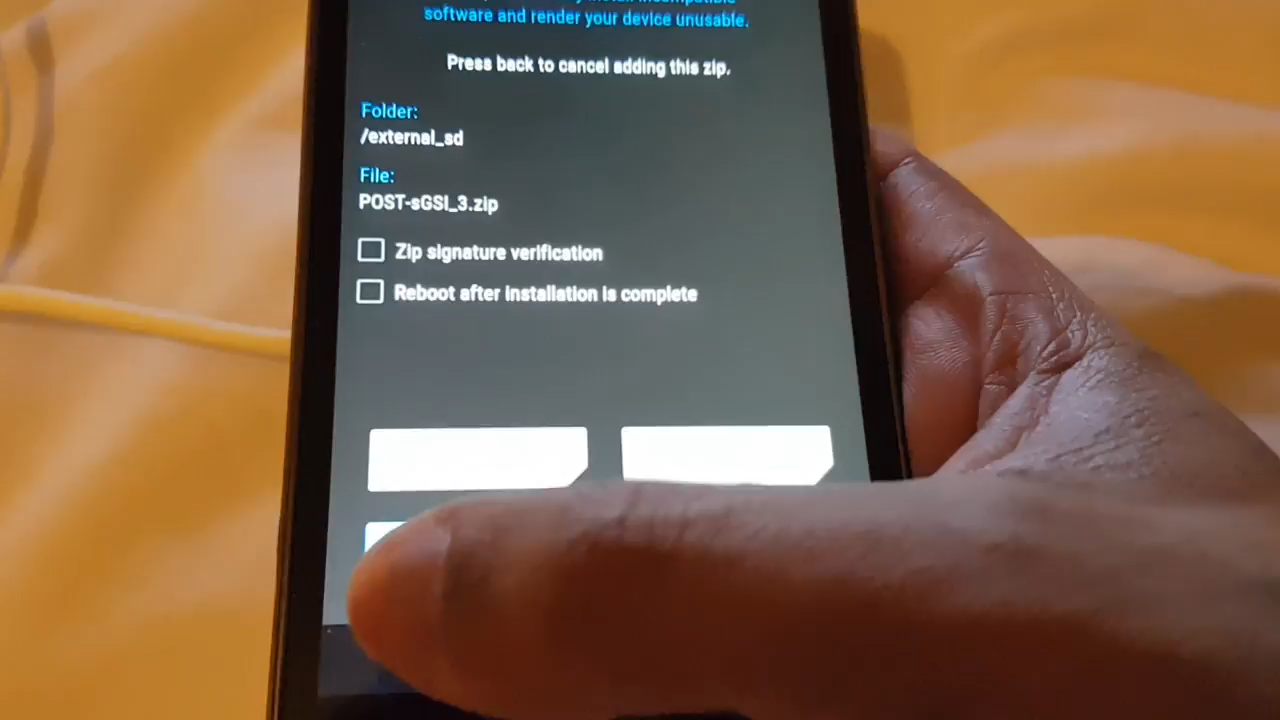 software and render your device unusable.
Press back to cancel adding this zip.
Folder:
/external_sd
File:
POST-sGSI_3.zip
Zip signature verification
Reboot after installation is complete